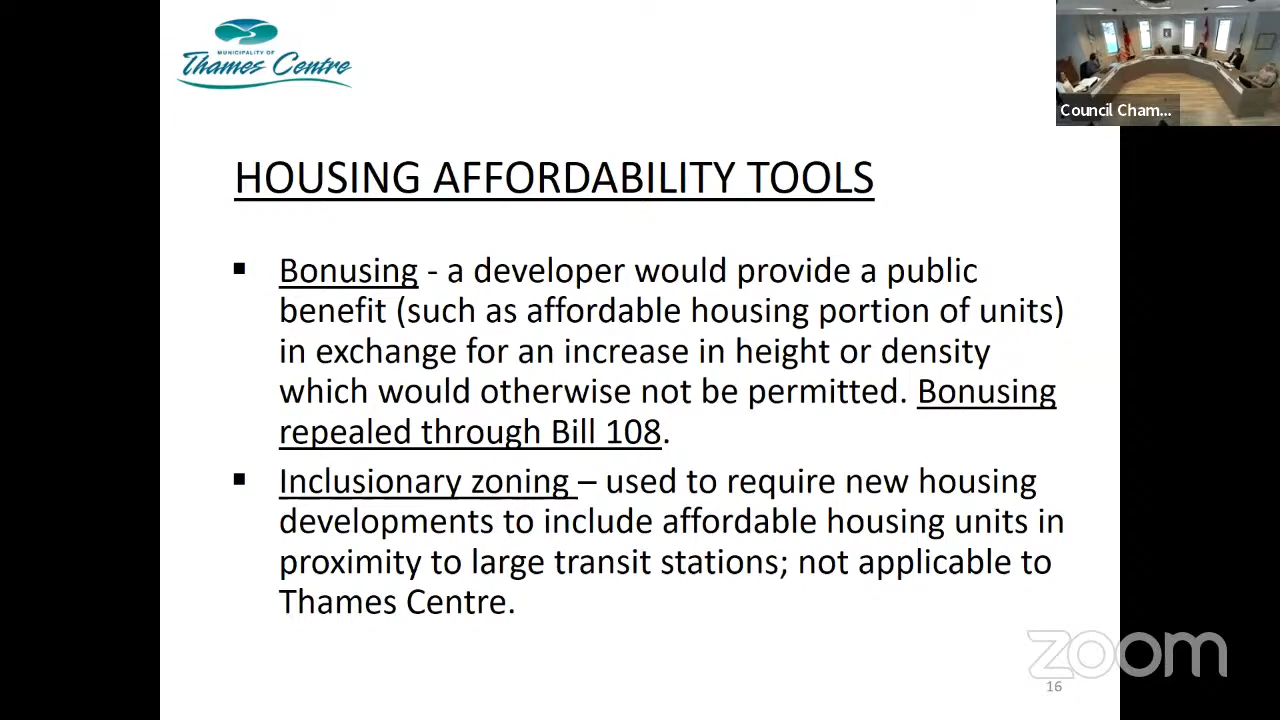 MUNICIPALITY OF
Thames Centre
Council Cham...
HOUSING AFFORDABILITY TOOLS
▪ Bonusing - a developer would provide a public
benefit (such as affordable housing portion of units)
in exchange for an increase in height or density
which would otherwise not be permitted. Bonusing
repealed through Bill 108.
▪ Inclusionary zoning – used to require new housing
developments to include affordable housing units in
proximity to large transit stations; not applicable to
Thames Centre.
zoom
16